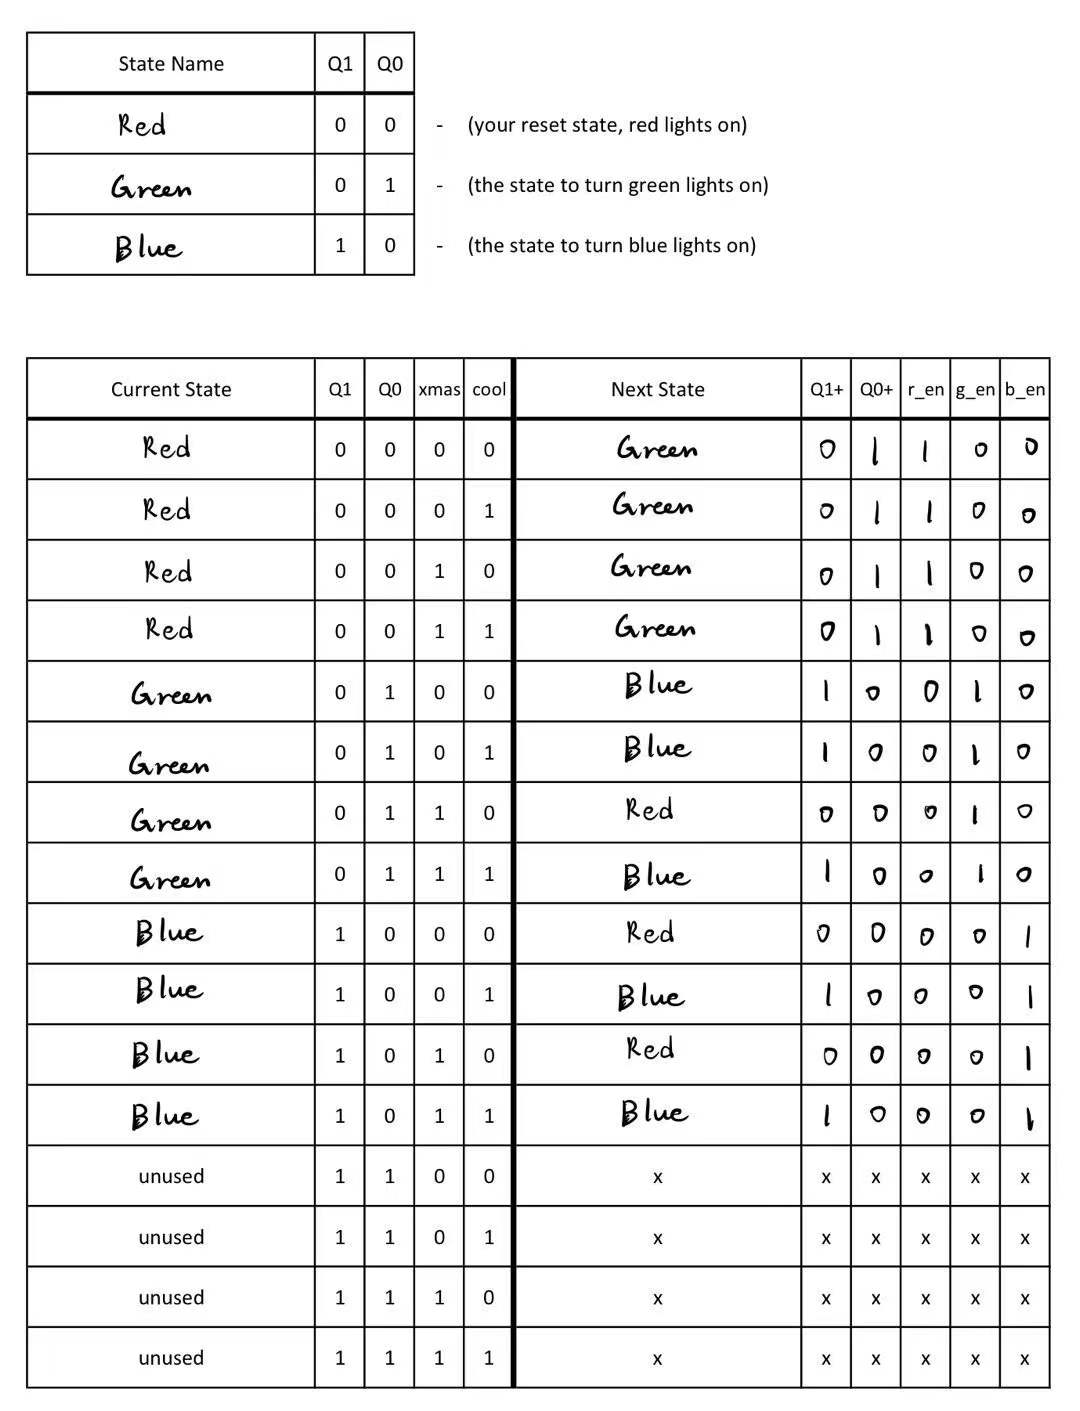 State Name Q1 Q0
Red 0 0 - (your reset state, red lights on)
Green 0 1 - (the state to turn green lights on)
Blue 1 0 - (the state to turn blue lights on)
Current State Q1 Q0 xmas cool Next State Q1+ Q0+ r_en g_en b_en
Red 0 0 0 0 Green 0 1 1 0 0
Red 0 0 0 1 Green 0 1 1 0 0
Red 0 0 1 0 Green 0 1 1 0 0
Red 0 0 1 1 Green 0 1 1 0 0
Green 0 1 0 0 Blue 1 0 0 1 0
Green 0 1 0 1 Blue 1 0 0 1 0
Green 0 1 1 0 Red 0 0 0 1 0
Green 0 1 1 1 Blue 1 0 0 1 0
Blue 1 0 0 0 Red 0 0 0 0 1
Blue 1 0 0 1 Blue 1 0 0 0 1
Blue 1 0 1 0 Red 0 0 0 0 1
Blue 1 0 1 1 Blue 1 0 0 0 1
unused 1 1 0 0 x x x x x x
unused 1 1 0 1 x x x x x x
unused 1 1 1 0 x x x x x x
unused 1 1 1 1 x x x x x x